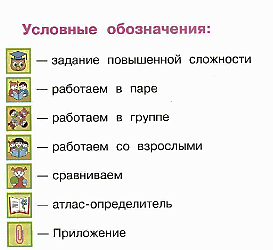 Условные обозначения:
— задание повышенной сложности
— работаем в паре
— работаем в группе
— работаем со взрослыми
— сравниваем
— атлас-определитель
— Приложение